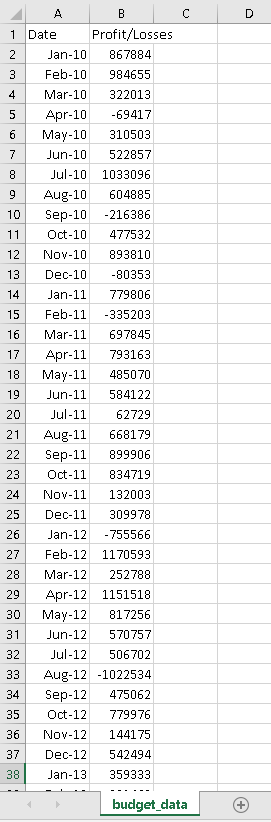 A B C D
1 Date Profit/Losses
2 Jan-10 867884
3 Feb-10 984655
4 Mar-10 322013
5 Apr-10 -69417
6 May-10 310503
7 Jun-10 522857
8 Jul-10 1033096
9 Aug-10 604885
10 Sep-10 -216386
11 Oct-10 477532
12 Nov-10 893810
13 Dec-10 -80353
14 Jan-11 779806
15 Feb-11 -335203
16 Mar-11 697845
17 Apr-11 793163
18 May-11 485070
19 Jun-11 584122
20 Jul-11 62729
21 Aug-11 668179
22 Sep-11 899906
23 Oct-11 834719
24 Nov-11 132003
25 Dec-11 309978
26 Jan-12 -755566
27 Feb-12 1170593
28 Mar-12 252788
29 Apr-12 1151518
30 May-12 817256
31 Jun-12 570757
32 Jul-12 506702
33 Aug-12 -1022534
34 Sep-12 475062
35 Oct-12 779976
36 Nov-12 144175
37 Dec-12 542494
38 Jan-13 359333
budget_data